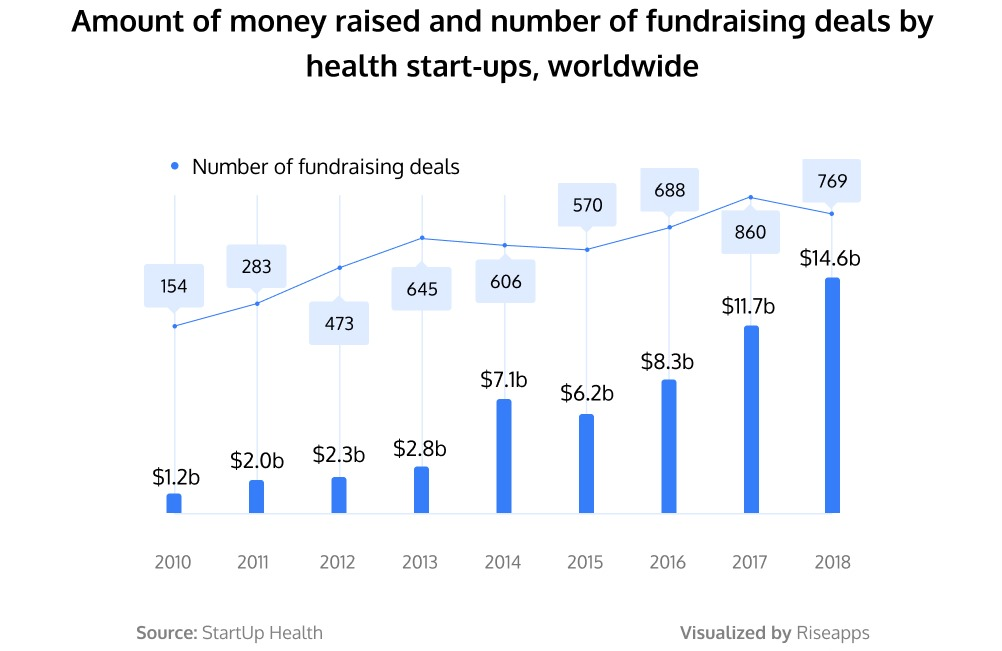 Amount of money raised and number of fundraising deals by
health start-ups, worldwide
Number of fundraising deals
154
283
473
645
606
570
688
860
769
$1.2b
$2.0b
$2.3b
$2.8b
$7.1b
$6.2b
$8.3b
$11.7b
$14.6b
2010 2011 2012 2013 2014 2015 2016 2017 2018
Source: StartUp Health
Visualized by Riseapps